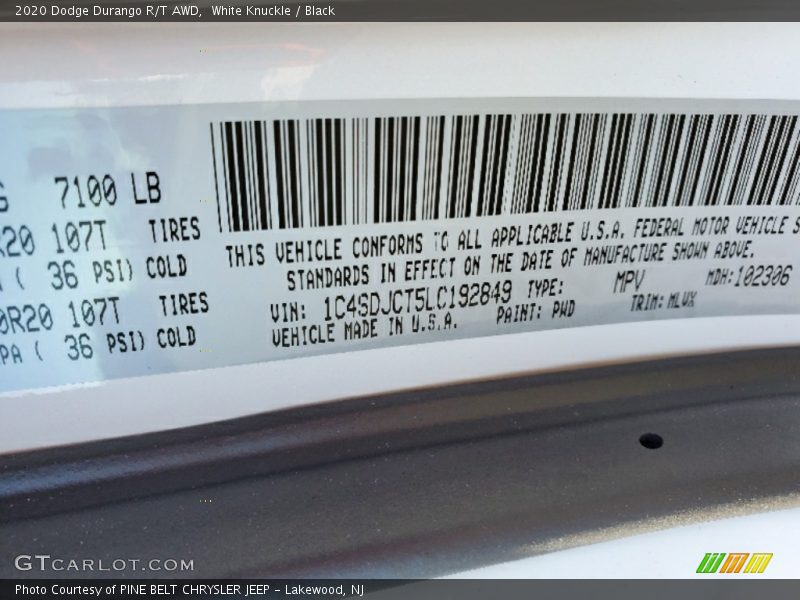 2020 Dodge Durango R/T AWD,  White Knuckle / Black
7100 LB
R20 107T TIRES
( 36 PSI) COLD
0R20 107T TIRES
PA ( 36 PSI) COLD
THIS VEHICLE CONFORMS TO ALL APPLICABLE U.S.A. FEDERAL MOTOR VEHICLE S
STANDARDS IN EFFECT ON THE DATE OF MANUFACTURE SHOWN ABOVE.
VIN: 1C4SDJCT5LC192849 TYPE: MPV MDH:102306
VEHICLE MADE IN U.S.A. PAINT: PWD TRIM: MLVX
GTCARLOT.COM
Photo Courtesy of PINE BELT CHRYSLER JEEP - Lakewood, NJ